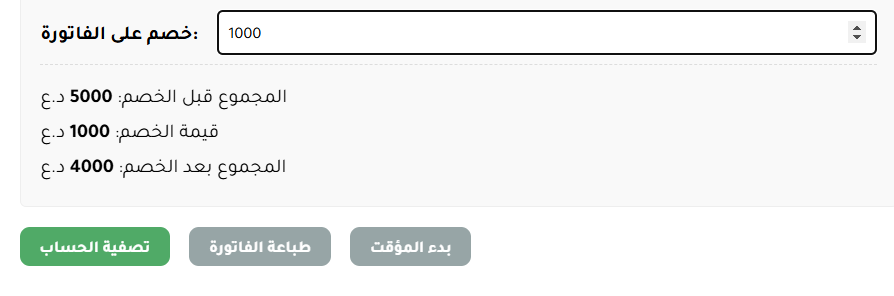 خصم على الفاتورة:
1000
المجموع قبل الخصم: 5000 د.ع
قيمة الخصم: 1000 د.ع
المجموع بعد الخصم: 4000 د.ع
بدء المؤقت
طباعة الفاتورة
تصفية الحساب